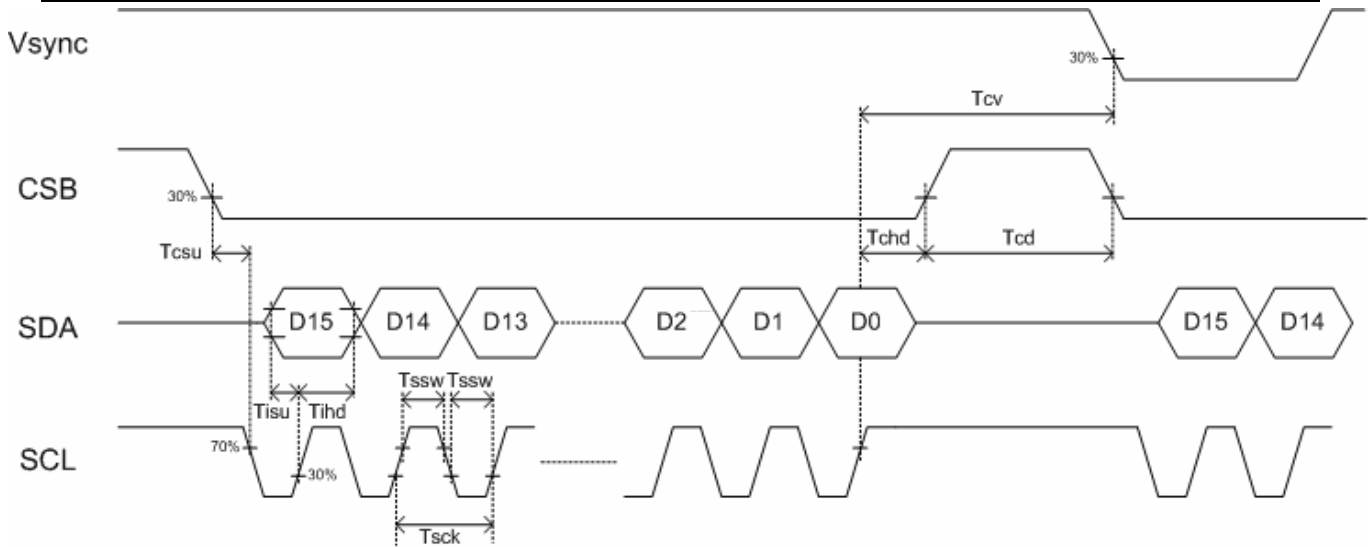 Vsync
30%
Tcv
CSB
30%
Tcsu
Tchd
Tcd
SDA
D15 D14 D13 D2 D1 D0 D15 D14
Tssw Tssw
Tisu Tihd
SCL
70%
30%
Tsck